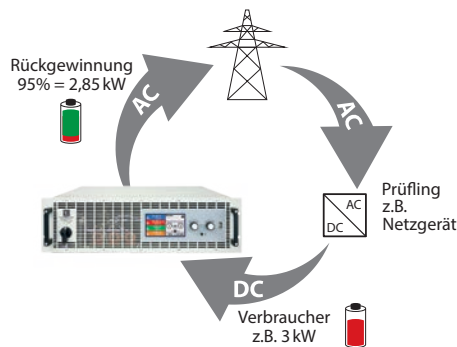 Rückgewinnung
95% = 2,85 kW
AC
AC
AC
DC
Prüfling
z.B.
Netzgerät
DC
Verbraucher
z.B. 3 kW